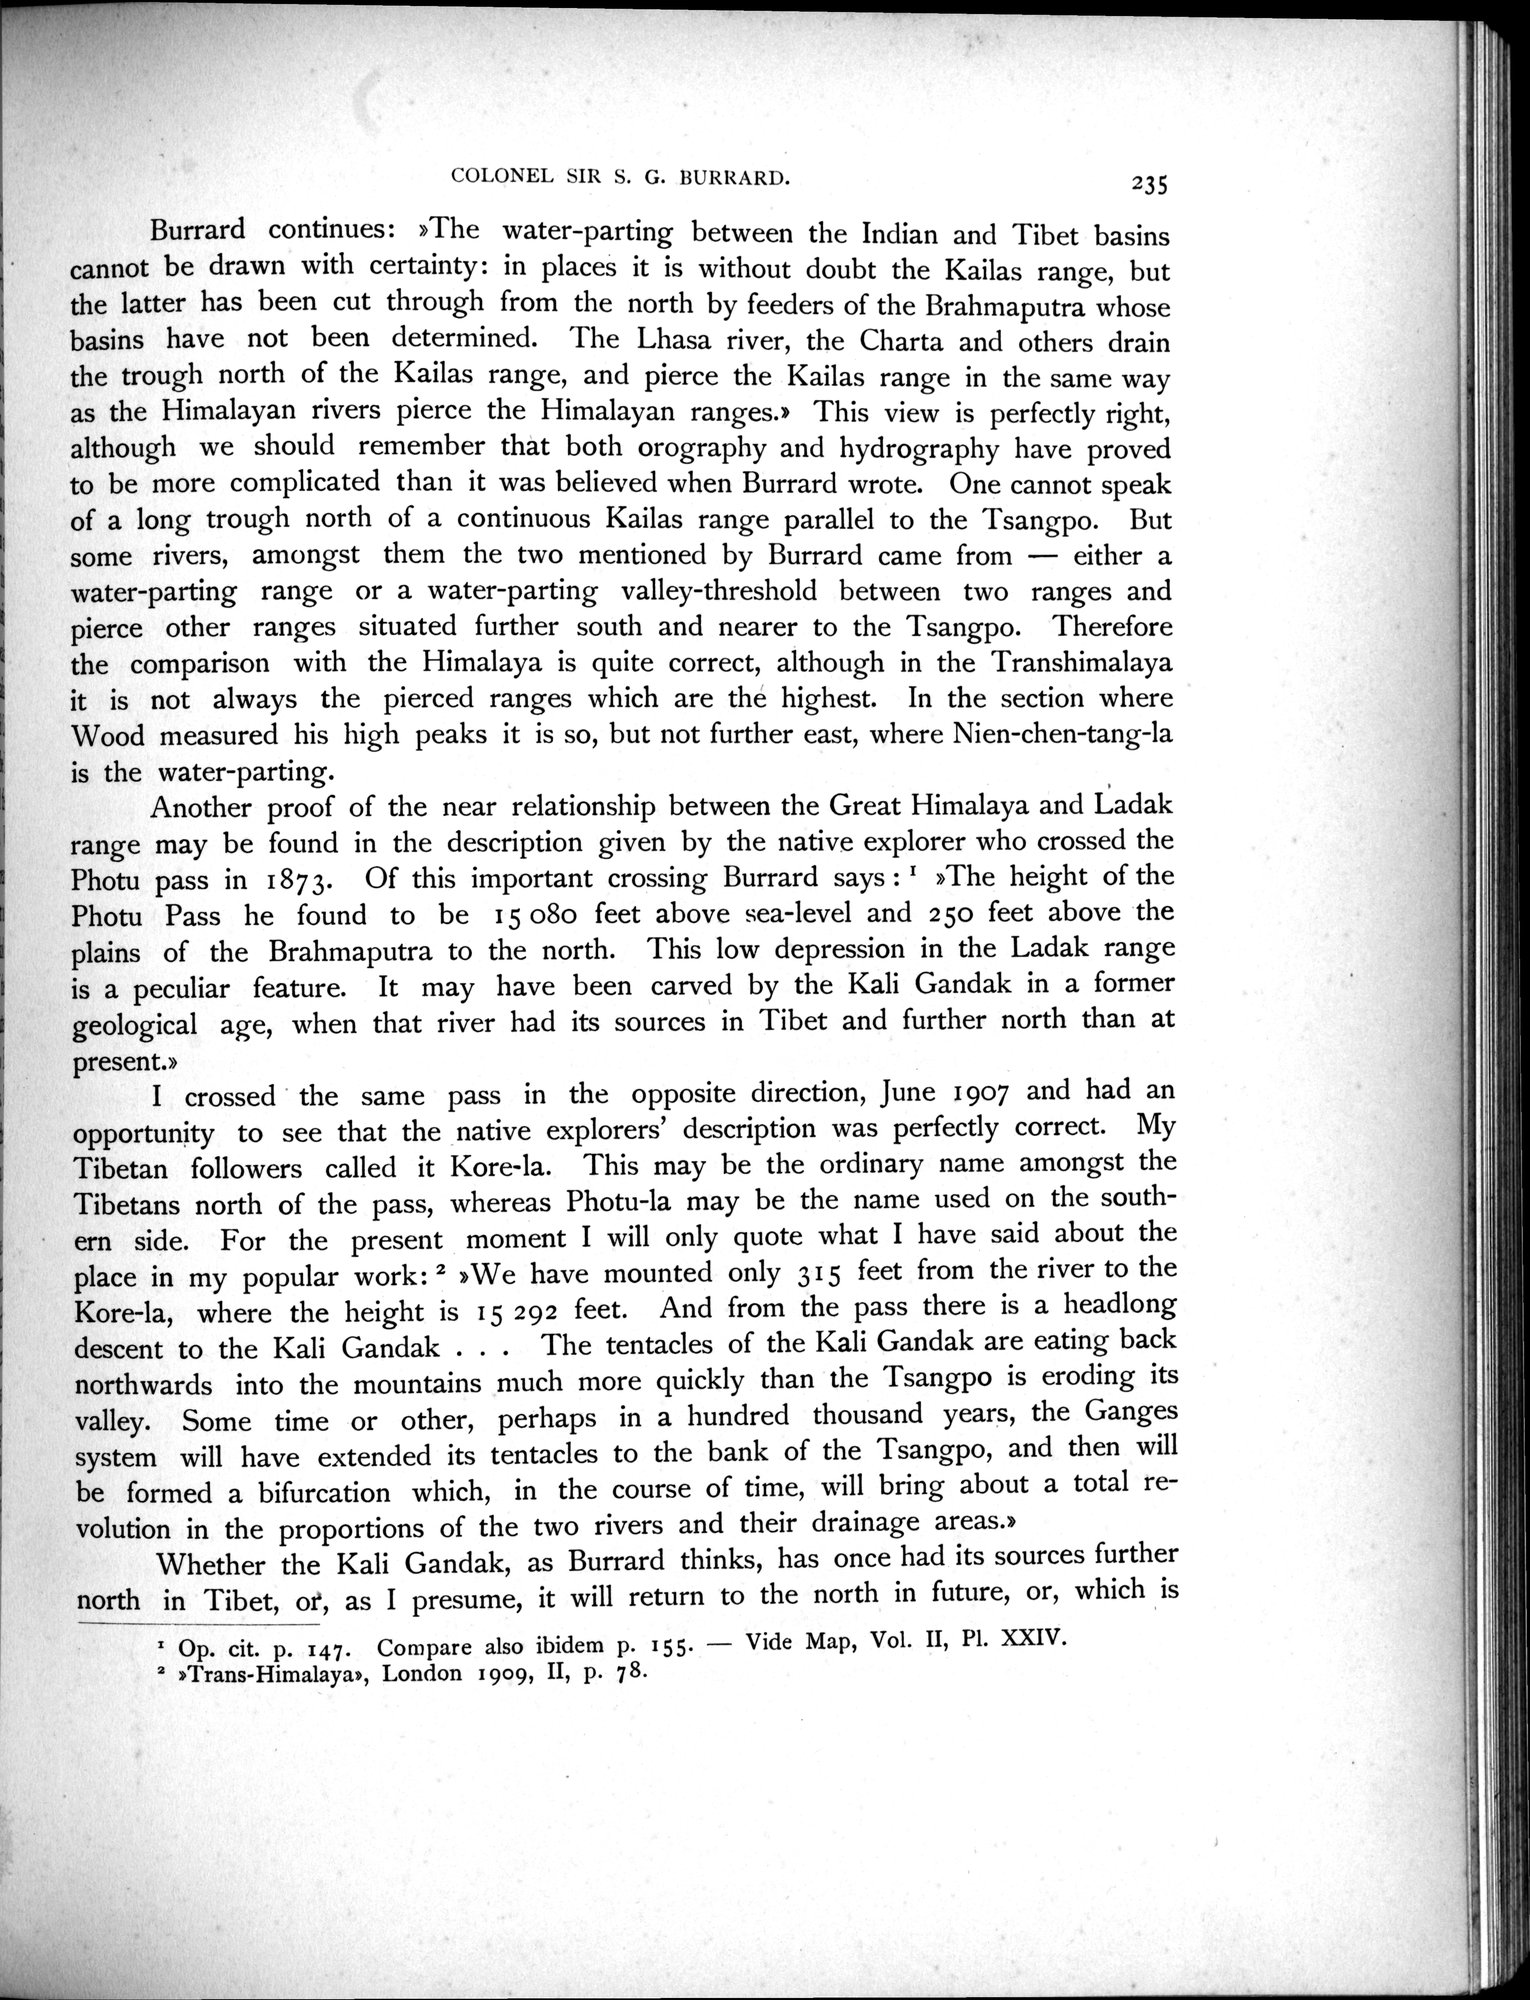 COLONEL SIR S. G. BURRARD.
235
Burrard continues: »The water-parting between the Indian and Tibet basins
cannot be drawn with certainty: in places it is without doubt the Kailas range, but
the latter has been cut through from the north by feeders of the Brahmaputra whose
basins have not been determined. The Lhasa river, the Charta and others drain
the trough north of the Kailas range, and pierce the Kailas range in the same way
as the Himalayan rivers pierce the Himalayan ranges.» This view is perfectly right,
although we should remember that both orography and hydrography have proved
to be more complicated than it was believed when Burrard wrote. One cannot speak
of a long trough north of a continuous Kailas range parallel to the Tsangpo. But
some rivers, amongst them the two mentioned by Burrard came from — either a
water-parting range or a water-parting valley-threshold between two ranges and
pierce other ranges situated further south and nearer to the Tsangpo. Therefore
the comparison with the Himalaya is quite correct, although in the Transhimalaya
it is not always the pierced ranges which are the highest. In the section where
Wood measured his high peaks it is so, but not further east, where Nien-chen-tang-la
is the water-parting.
Another proof of the near relationship between the Great Himalaya and Ladak
range may be found in the description given by the native explorer who crossed the
Photu pass in 1873. Of this important crossing Burrard says: ¹ »The height of the
Photu Pass he found to be 15 080 feet above sea-level and 250 feet above the
plains of the Brahmaputra to the north. This low depression in the Ladak range
is a peculiar feature. It may have been carved by the Kali Gandak in a former
geological age, when that river had its sources in Tibet and further north than at
present.»
I crossed the same pass in the opposite direction, June 1907 and had an
opportunity to see that the native explorers’ description was perfectly correct. My
Tibetan followers called it Kore-la. This may be the ordinary name amongst the
Tibetans north of the pass, whereas Photu-la may be the name used on the south-
ern side. For the present moment I will only quote what I have said about the
place in my popular work: ² »We have mounted only 315 feet from the river to the
Kore-la, where the height is 15 292 feet. And from the pass there is a headlong
descent to the Kali Gandak . . . The tentacles of the Kali Gandak are eating back
northwards into the mountains much more quickly than the Tsangpo is eroding its
valley. Some time or other, perhaps in a hundred thousand years, the Ganges
system will have extended its tentacles to the bank of the Tsangpo, and then will
be formed a bifurcation which, in the course of time, will bring about a total re-
volution in the proportions of the two rivers and their drainage areas.»
Whether the Kali Gandak, as Burrard thinks, has once had its sources further
north in Tibet, or, as I presume, it will return to the north in future, or, which is
¹ Op. cit. p. 147. Compare also ibidem p. 155. — Vide Map, Vol. II, Pl. XXIV.
² »Trans-Himalaya», London 1909, II, p. 78.